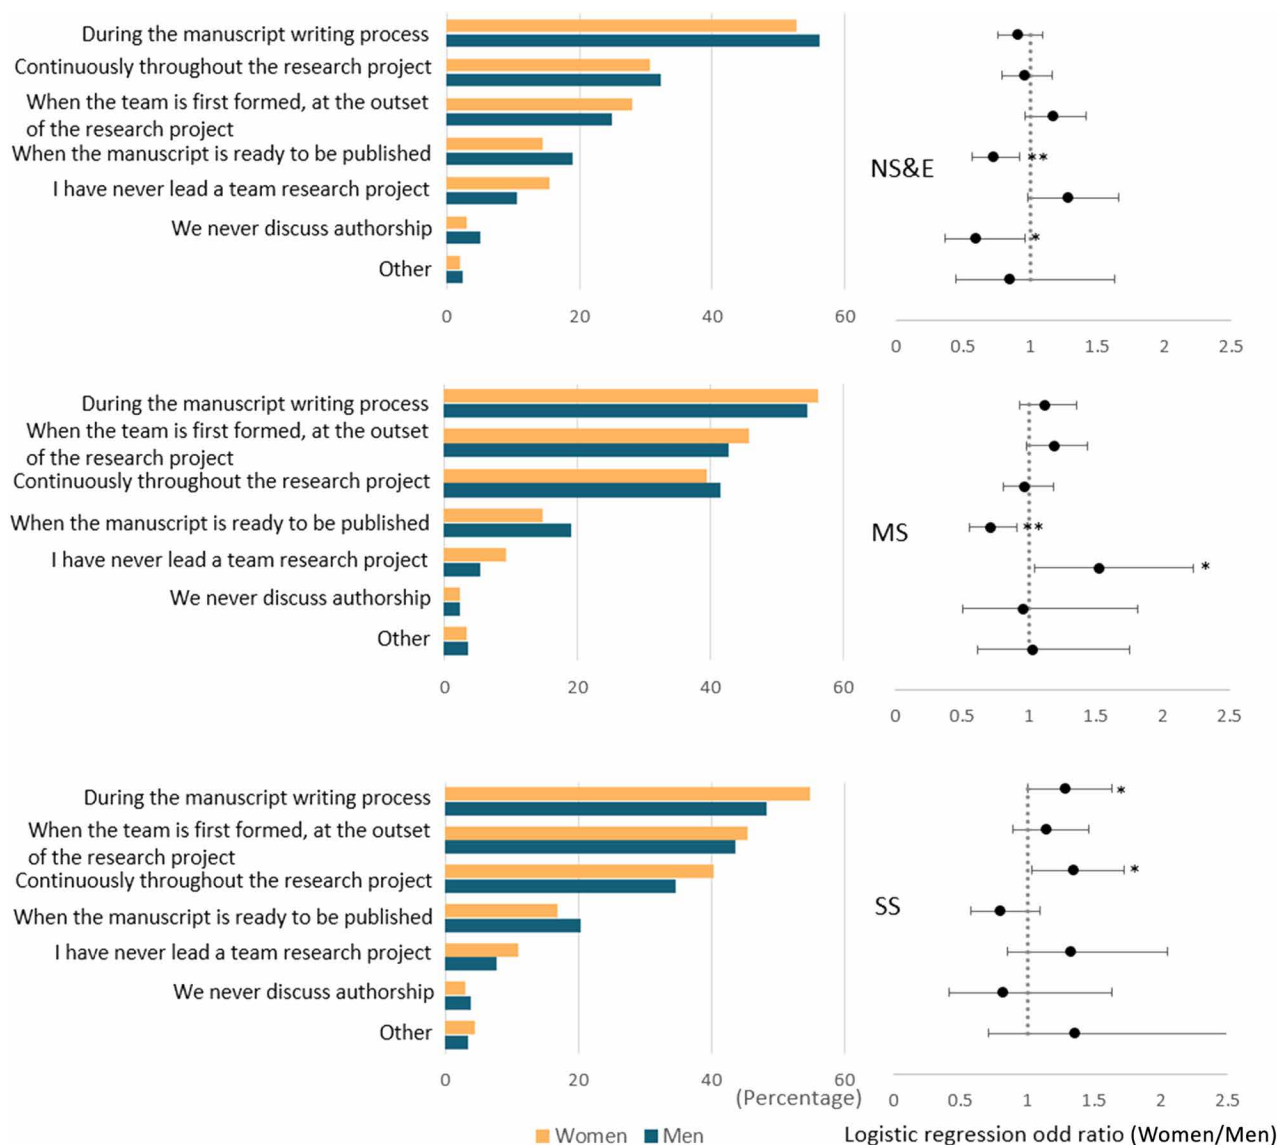 During the manuscript writing process
Continuously throughout the research project
When the team is first formed, at the outset
of the research project
When the manuscript is ready to be published
I have never lead a team research project
We never discuss authorship
Other
0 20 40 60
NS&E
**
*
0 0.5 1 1.5 2 2.5
During the manuscript writing process
When the team is first formed, at the outset
of the research project
Continuously throughout the research project
When the manuscript is ready to be published
I have never lead a team research project
We never discuss authorship
Other
0 20 40 60
MS
**
*
0 0.5 1 1.5 2 2.5
During the manuscript writing process
When the team is first formed, at the outset
of the research project
Continuously throughout the research project
When the manuscript is ready to be published
I have never lead a team research project
We never discuss authorship
Other
0 20 40 60
(Percentage)
*
*
SS
0 0.5 1 1.5 2 2.5
Women Men
Logistic regression odd ratio (Women/Men)